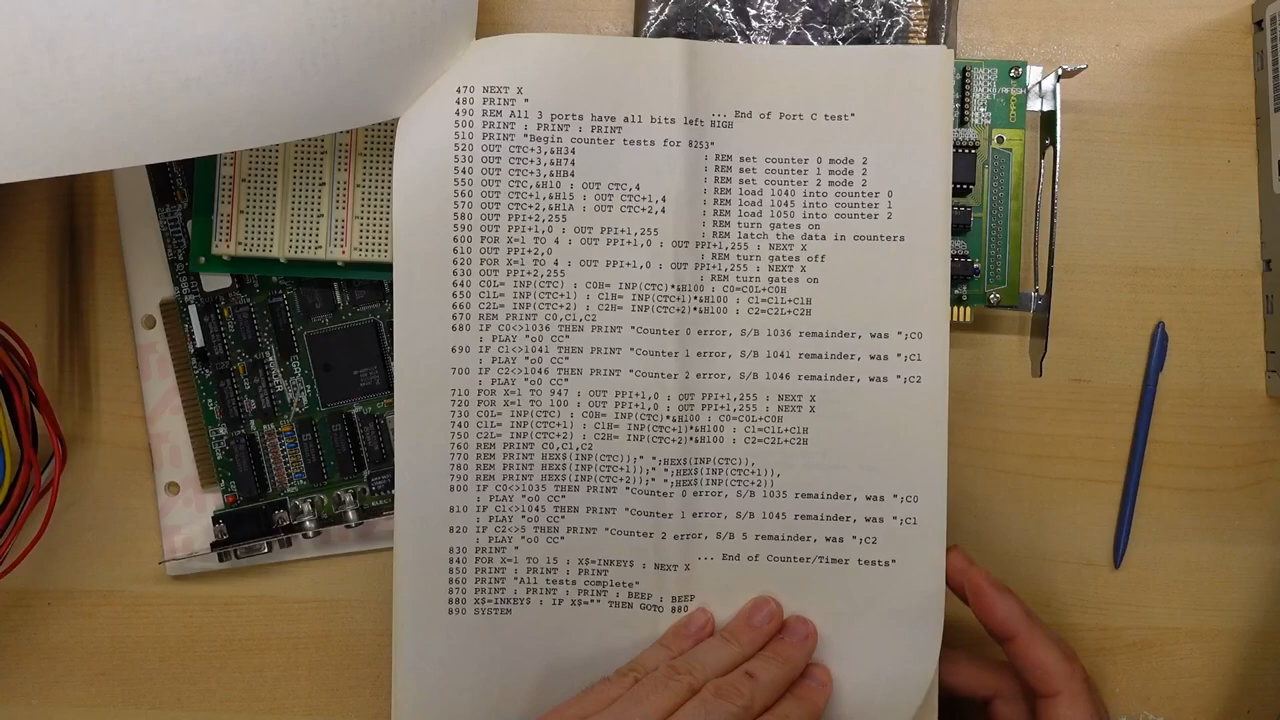 470 NEXT X
480 PRINT " ... End of Port C test"
490 REM All 3 ports have all bits left HIGH
500 PRINT : PRINT : PRINT
510 PRINT "Begin counter tests for 8253"
520 OUT CTC+3,&H34 : REM set counter 0 mode 2
530 OUT CTC+3,&H74 : REM set counter 1 mode 2
540 OUT CTC+3,&HB4 : REM set counter 2 mode 2
550 OUT CTC,&H10 : OUT CTC,4 : REM load 1040 into counter 0
560 OUT CTC+1,&H15 : OUT CTC+1,4 : REM load 1045 into counter 1
570 OUT CTC+2,&H1A : OUT CTC+2,4 : REM load 1050 into counter 2
580 OUT PPI+2,255 : REM turn gates on
590 OUT PPI+1,0 : OUT PPI+1,255 : REM latch the data in counters
600 FOR X=1 TO 4 : OUT PPI+1,0 : OUT PPI+1,255 : NEXT X
610 OUT PPI+2,0 : REM turn gates off
620 FOR X=1 TO 4 : OUT PPI+1,0 : OUT PPI+1,255 : NEXT X
630 OUT PPI+2,255 : REM turn gates on
640 C0L= INP(CTC) : C0H= INP(CTC)*&H100 : C0=C0L+C0H
650 C1L= INP(CTC+1) : C1H= INP(CTC+1)*&H100 : C1=C1L+C1H
660 C2L= INP(CTC+2) : C2H= INP(CTC+2)*&H100 : C2=C2L+C2H
670 REM PRINT C0,C1,C2
680 IF C0<>1036 THEN PRINT "Counter 0 error, S/B 1036 remainder, was ";C0
: PLAY "o0 CC"
690 IF C1<>1041 THEN PRINT "Counter 1 error, S/B 1041 remainder, was ";C1
: PLAY "o0 CC"
700 IF C2<>1046 THEN PRINT "Counter 2 error, S/B 1046 remainder, was ";C2
: PLAY "o0 CC"
710 FOR X=1 TO 947 : OUT PPI+1,0 : OUT PPI+1,255 : NEXT X
720 FOR X=1 TO 100 : OUT PPI+1,0 : OUT PPI+1,255 : NEXT X
730 C0L= INP(CTC) : C0H= INP(CTC)*&H100 : C0=C0L+C0H
740 C1L= INP(CTC+1) : C1H= INP(CTC+1)*&H100 : C1=C1L+C1H
750 C2L= INP(CTC+2) : C2H= INP(CTC+2)*&H100 : C2=C2L+C2H
760 REM PRINT C0,C1,C2
770 REM PRINT HEX$(INP(CTC));" ";HEX$(INP(CTC)),
780 REM PRINT HEX$(INP(CTC+1));" ";HEX$(INP(CTC+1)),
790 REM PRINT HEX$(INP(CTC+2));" ";HEX$(INP(CTC+2))
800 IF C0<>1035 THEN PRINT "Counter 0 error, S/B 1035 remainder, was ";C0
: PLAY "o0 CC"
810 IF C1<>1045 THEN PRINT "Counter 1 error, S/B 1045 remainder, was ";C1
: PLAY "o0 CC"
820 IF C2<>5 THEN PRINT "Counter 2 error, S/B 5 remainder, was ";C2
: PLAY "o0 CC"
830 PRINT " ... End of Counter/Timer tests"
840 FOR X=1 TO 15 : X$=INKEY$ : NEXT X
850 PRINT : PRINT : PRINT
860 PRINT "All tests complete"
870 PRINT : PRINT : PRINT : BEEP : BEEP
880 X$=INKEY$ : IF X$="" THEN GOTO 880
890 SYSTEM
DACK3
DACK2
DACK1
DACK0/RFRSH
RESET
COMPONENT